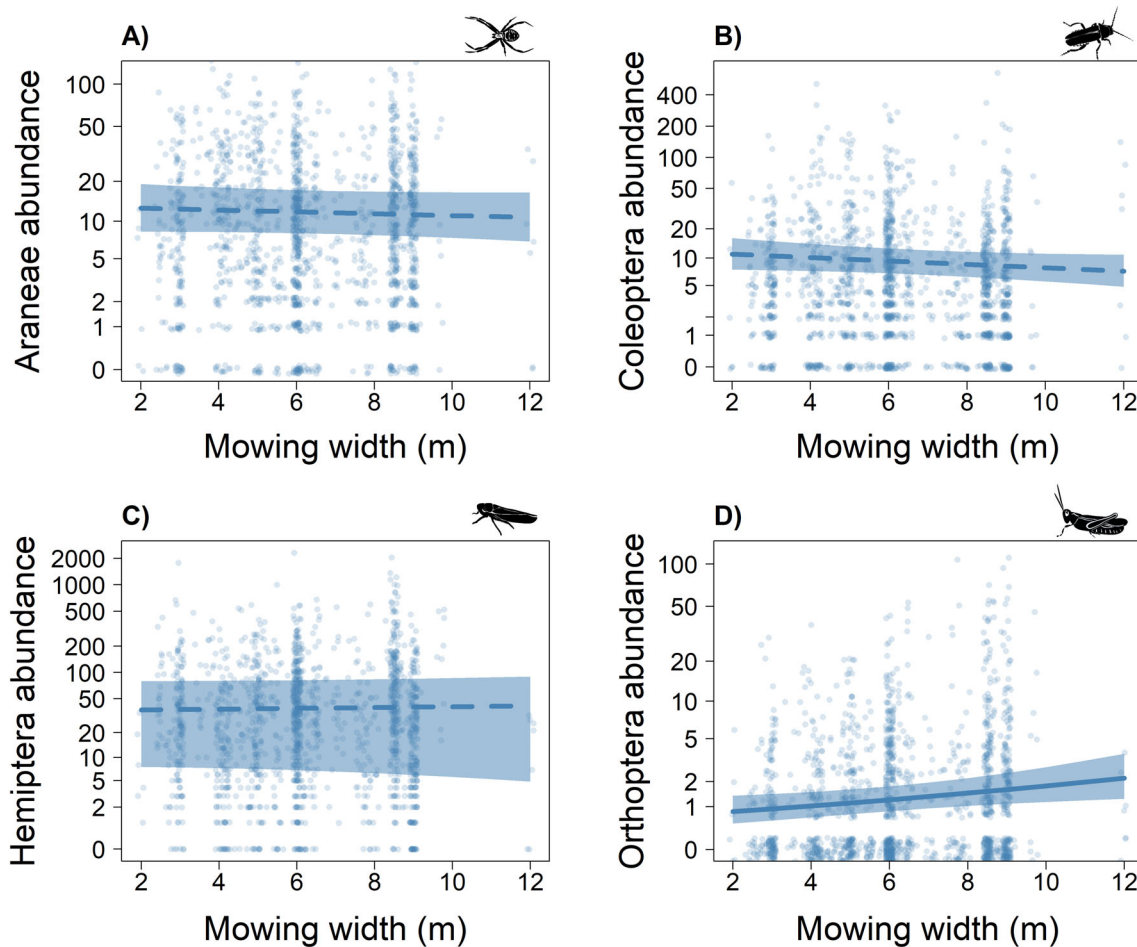 A)
Araneae abundance
100
50
20
10
5
2
1
0
2 4 6 8 10 12
Mowing width (m)
B)
Coleoptera abundance
400
200
100
50
20
10
5
2
1
0
2 4 6 8 10 12
Mowing width (m)
C)
Hemiptera abundance
2000
1000
500
200
100
50
20
10
5
2
0
2 4 6 8 10 12
Mowing width (m)
D)
Orthoptera abundance
100
50
20
10
5
2
1
0
2 4 6 8 10 12
Mowing width (m)